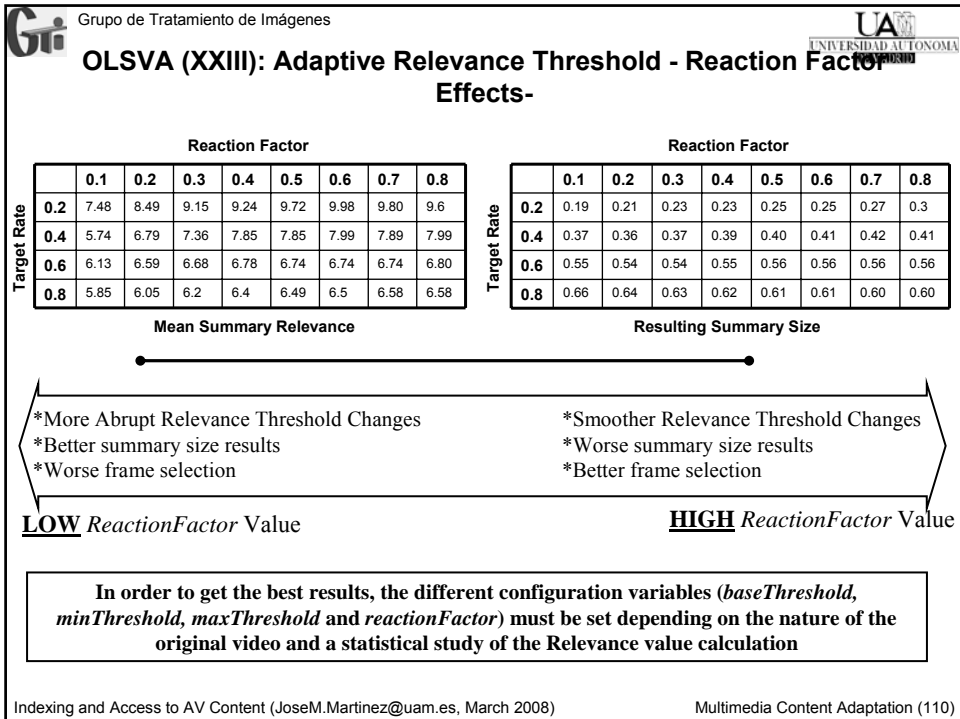 Grupo de Tratamiento de Imágenes
UA
UNIVERSIDAD AUTONOMA
OLSVA (XXIII): Adaptive Relevance Threshold - Reaction Factor
Effects-
Reaction Factor
Target Rate
0.1 0.2 0.3 0.4 0.5 0.6 0.7 0.8
0.2 7.48 8.49 9.15 9.24 9.72 9.98 9.80 9.6
0.4 5.74 6.79 7.36 7.85 7.85 7.99 7.89 7.99
0.6 6.13 6.59 6.68 6.78 6.74 6.74 6.74 6.80
0.8 5.85 6.05 6.2 6.4 6.49 6.5 6.58 6.58
Mean Summary Relevance
Reaction Factor
Target Rate
0.1 0.2 0.3 0.4 0.5 0.6 0.7 0.8
0.2 0.19 0.21 0.23 0.23 0.25 0.25 0.27 0.3
0.4 0.37 0.36 0.37 0.39 0.40 0.41 0.42 0.41
0.6 0.55 0.54 0.54 0.55 0.56 0.56 0.56 0.56
0.8 0.66 0.64 0.63 0.62 0.61 0.61 0.60 0.60
Resulting Summary Size
*More Abrupt Relevance Threshold Changes
*Better summary size results
*Worse frame selection
*Smoother Relevance Threshold Changes
*Worse summary size results
*Better frame selection
LOW ReactionFactor Value
HIGH ReactionFactor Value
In order to get the best results, the different configuration variables (baseThreshold,
minThreshold, maxThreshold and reactionFactor) must be set depending on the nature of the
original video and a statistical study of the Relevance value calculation
Indexing and Access to AV Content (JoseM.Martinez@uam.es, March 2008)
Multimedia Content Adaptation (110)